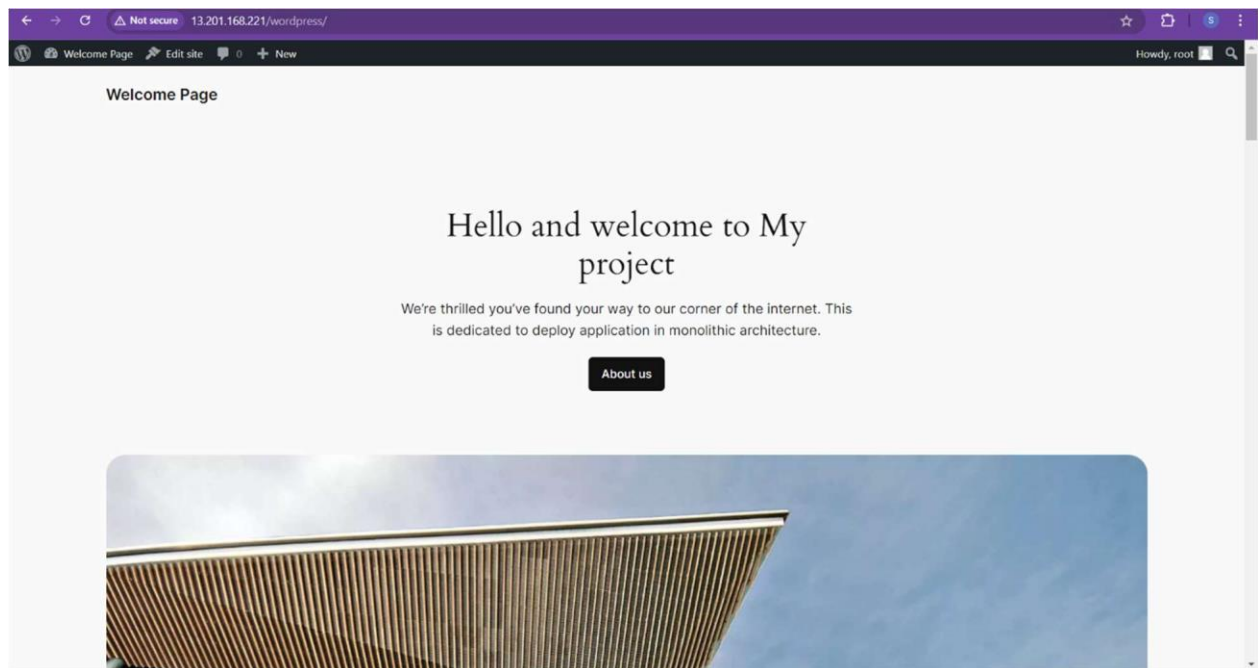 Not secure 13.201.168.221/wordpress/ S
Welcome Page Edit site 0 New Howdy, root
Welcome Page
Hello and welcome to My
project
We're thrilled you've found your way to our corner of the internet. This
is dedicated to deploy application in monolithic architecture.
About us